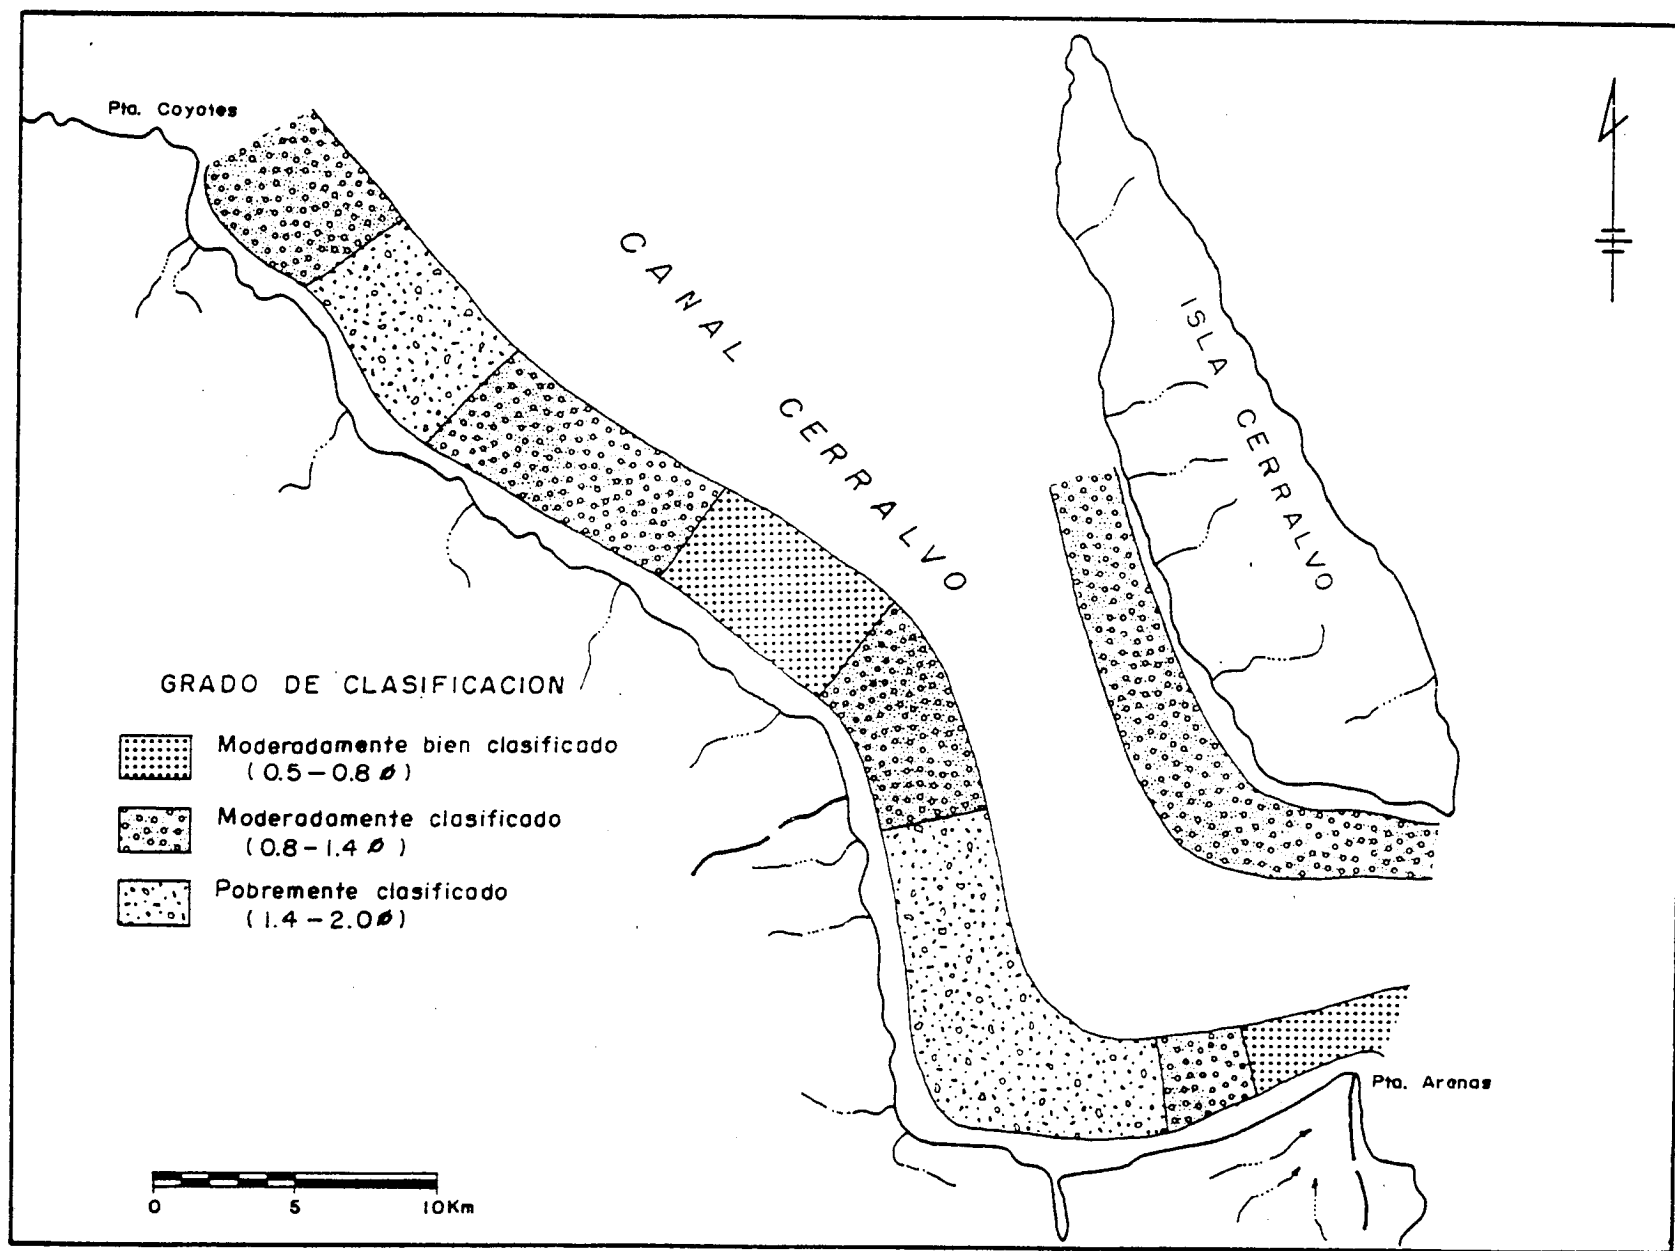 Pta. Coyotes
CANAL CERRALVO
ISLA CERRALVO
GRADO DE CLASIFICACION
Moderadamente bien clasificado
(0.5-0.8 ø)
Moderadamente clasificado
(0.8-1.4 ø)
Pobremente clasificado
(1.4-2.0ø)
Pta. Arenas
0 5 10Km